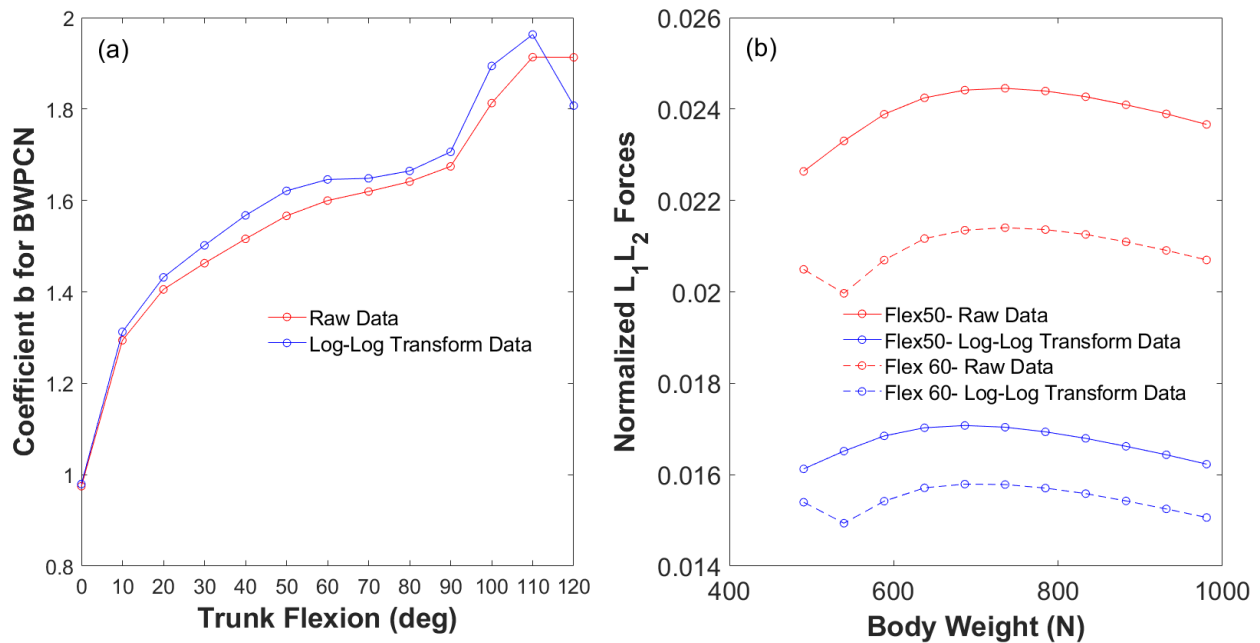 (a)
Coefficient b for BWPCN
2
1.8
1.6
1.4
1.2
1
0.8
Raw Data
Log-Log Transform Data
0 10 20 30 40 50 60 70 80 90 100 110 120
Trunk Flexion (deg)
(b)
Normalized L1L2 Forces
0.026
0.024
0.022
0.02
0.018
0.016
0.014
Flex50- Raw Data
Flex50- Log-Log Transform Data
Flex 60- Raw Data
Flex 60- Log-Log Transform Data
400 600 800 1000
Body Weight (N)